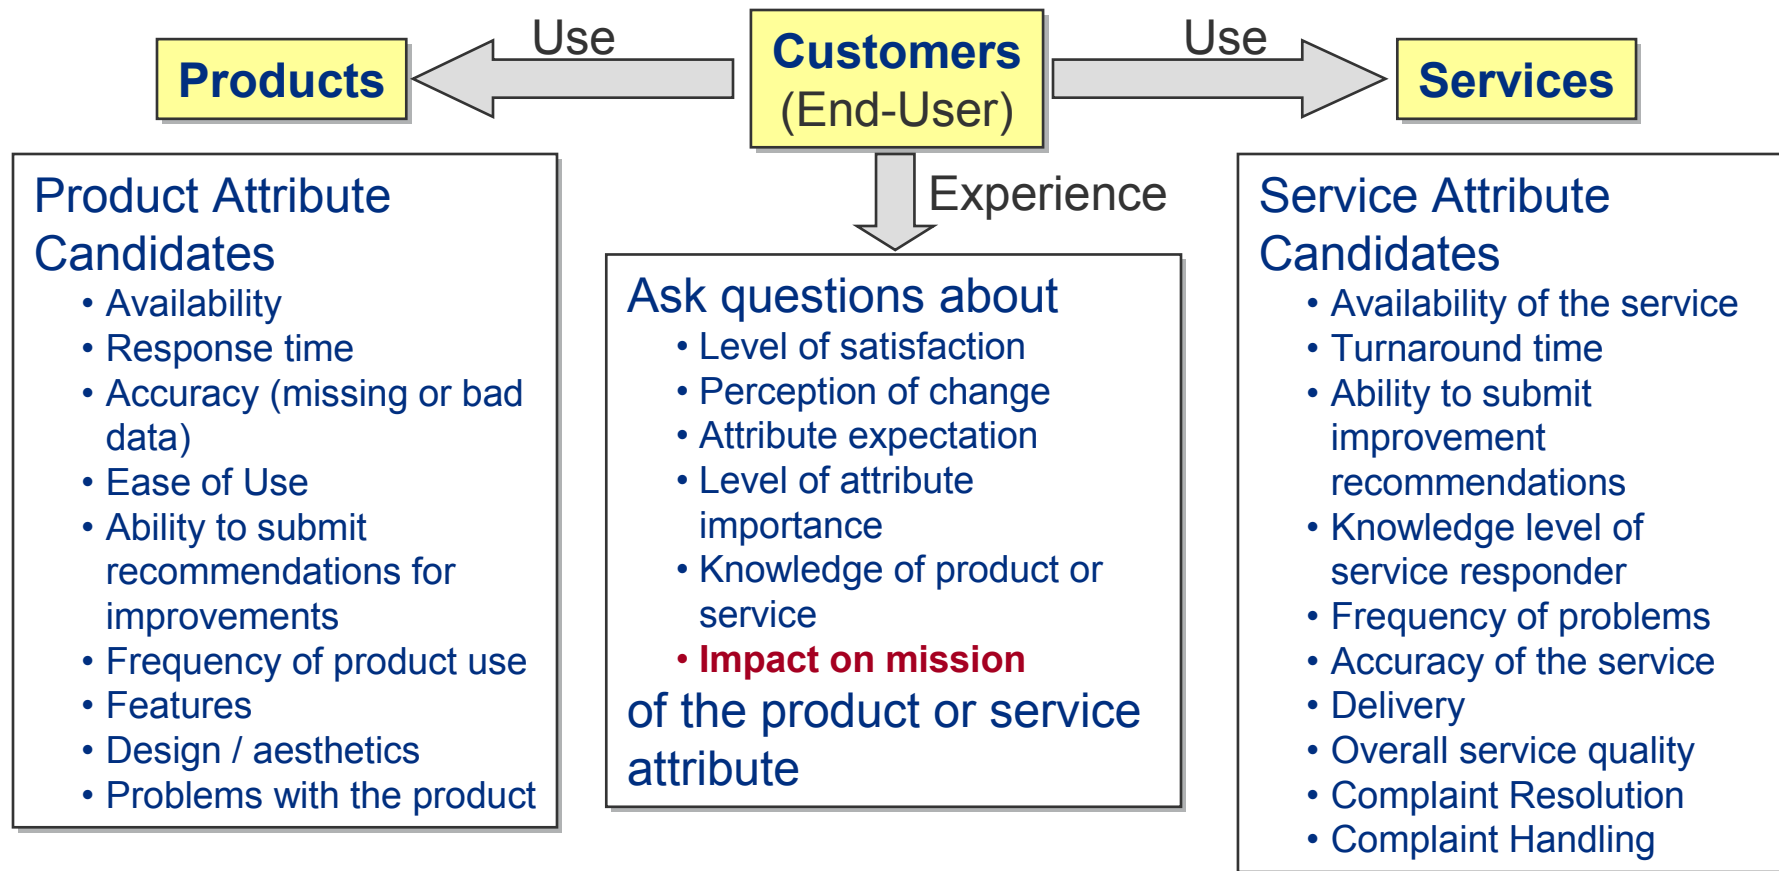 Use
Use
Products
Customers
(End-User)
Services
Experience
Product Attribute
Candidates
• Availability
• Response time
• Accuracy (missing or bad
data)
• Ease of Use
• Ability to submit
recommendations for
improvements
• Frequency of product use
• Features
• Design / aesthetics
• Problems with the product
Ask questions about
• Level of satisfaction
• Perception of change
• Attribute expectation
• Level of attribute
importance
• Knowledge of product or
service
• Impact on mission
of the product or service
attribute
Service Attribute
Candidates
• Availability of the service
• Turnaround time
• Ability to submit
improvement
recommendations
• Knowledge level of
service responder
• Frequency of problems
• Accuracy of the service
• Delivery
• Overall service quality
• Complaint Resolution
• Complaint Handling